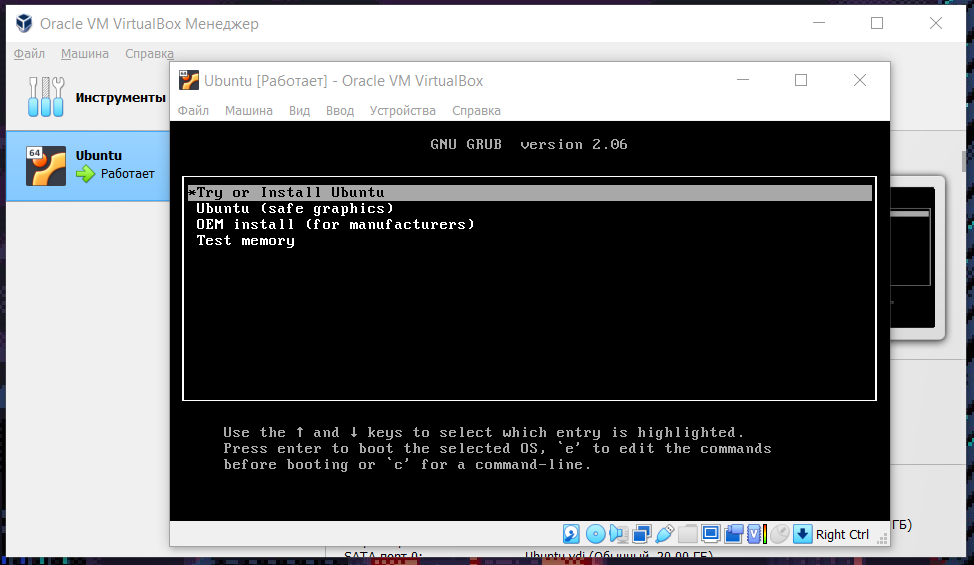 Oracle VM VirtualBox Менеджер
Файл Машина Справка
Инструменты
64
Ubuntu
Работает
Ubuntu [Работает] - Oracle VM VirtualBox
Файл Машина Вид Ввод Устройства Справка
GNU GRUB version 2.06
*Try or Install Ubuntu
Ubuntu (safe graphics)
OEM install (for manufacturers)
Test memory
Use the ↑ and ↓ keys to select which entry is highlighted.
Press enter to boot the selected OS, `e' to edit the commands
before booting or `c' for a command-line.
Right Ctrl
ГБ)
SATA порт 0: Ubuntu.vdi (Обычный, 20,00 ГБ)